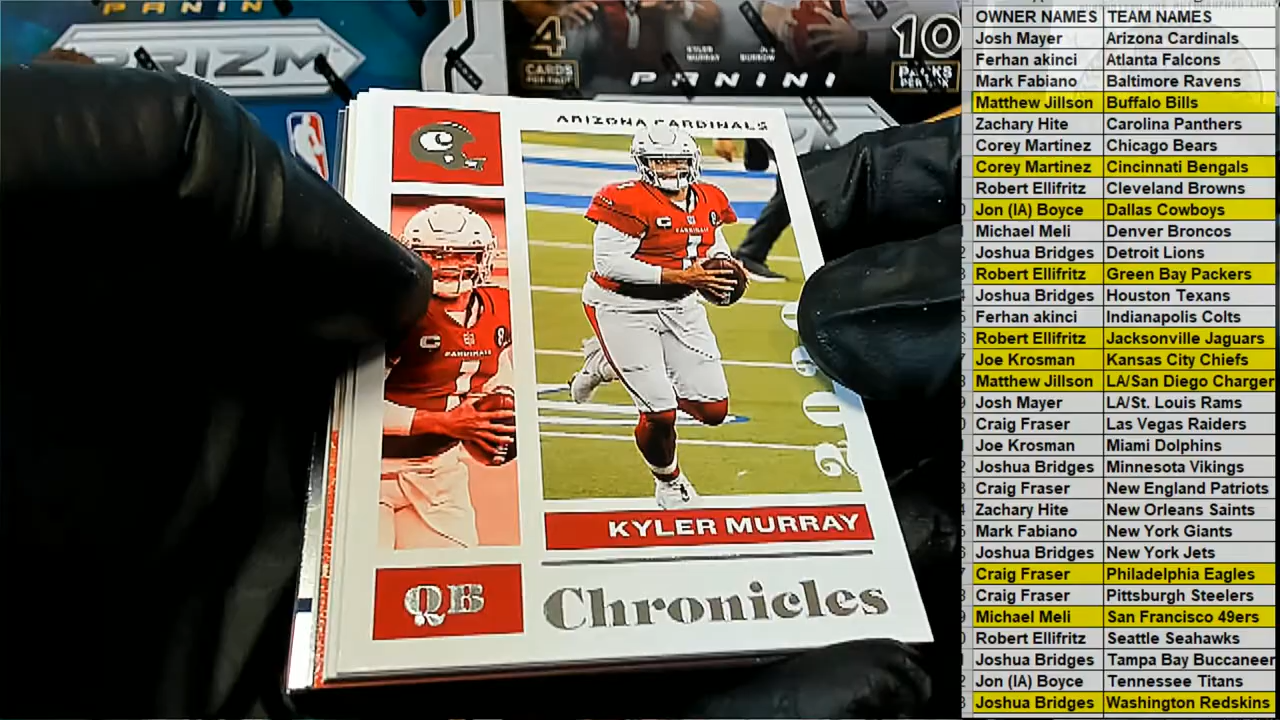 PANINI
PRIZM
4
CARDS
10
PACKS
PANINI
ARIZONA CARDINALS
C
CARDINALS
1
C
CARDINALS
1
2020
KYLER MURRAY
QB
Chronicles
OWNER NAMES TEAM NAMES
Josh Mayer Arizona Cardinals
Ferhan akinci Atlanta Falcons
Mark Fabiano Baltimore Ravens
Matthew Jillson Buffalo Bills
Zachary Hite Carolina Panthers
Corey Martinez Chicago Bears
Corey Martinez Cincinnati Bengals
Robert Ellifritz Cleveland Browns
Jon (IA) Boyce Dallas Cowboys
Michael Meli Denver Broncos
Joshua Bridges Detroit Lions
Robert Ellifritz Green Bay Packers
Joshua Bridges Houston Texans
Ferhan akinci Indianapolis Colts
Robert Ellifritz Jacksonville Jaguars
Joe Krosman Kansas City Chiefs
Matthew Jillson LA/San Diego Charger
Josh Mayer LA/St. Louis Rams
Craig Fraser Las Vegas Raiders
Joe Krosman Miami Dolphins
Joshua Bridges Minnesota Vikings
Craig Fraser New England Patriots
Zachary Hite New Orleans Saints
Mark Fabiano New York Giants
Joshua Bridges New York Jets
Craig Fraser Philadelphia Eagles
Craig Fraser Pittsburgh Steelers
Michael Meli San Francisco 49ers
Robert Ellifritz Seattle Seahawks
Joshua Bridges Tampa Bay Buccaneer
Jon (IA) Boyce Tennessee Titans
Joshua Bridges Washington Redskins